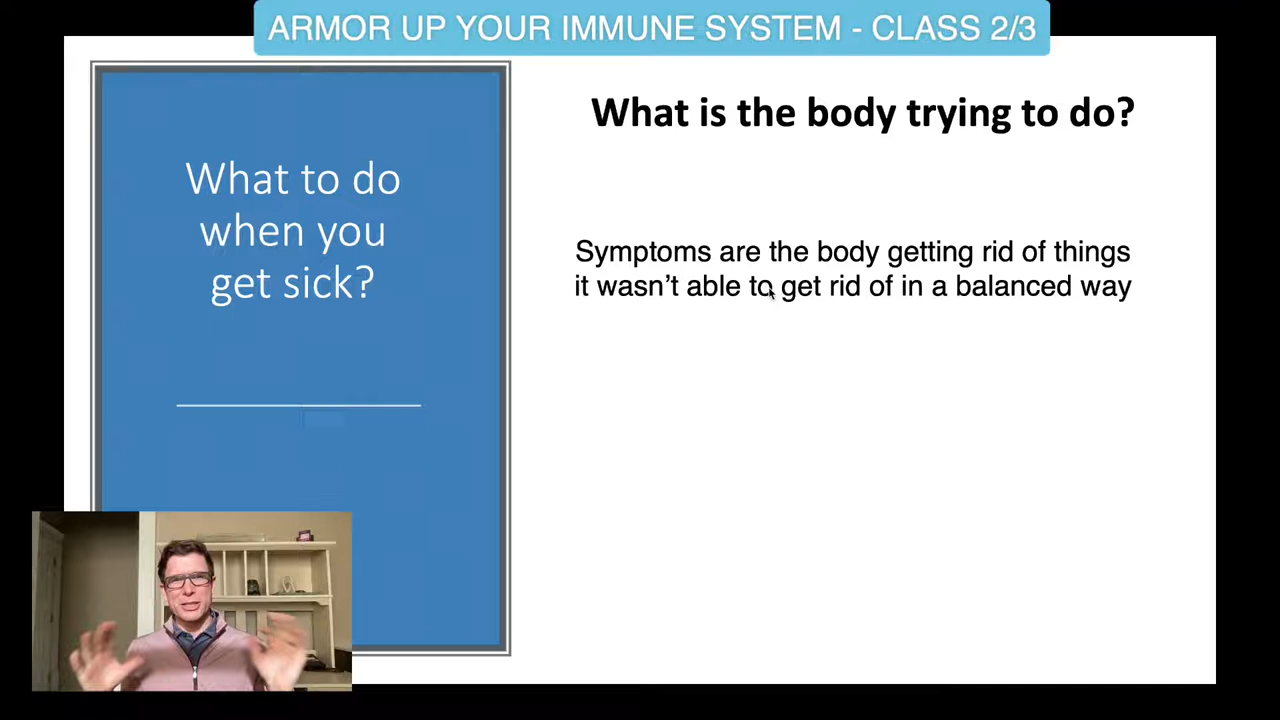 ARMOR UP YOUR IMMUNE SYSTEM - CLASS 2/3
What to do
when you
get sick?
What is the body trying to do?
Symptoms are the body getting rid of things
it wasn’t able to get rid of in a balanced way